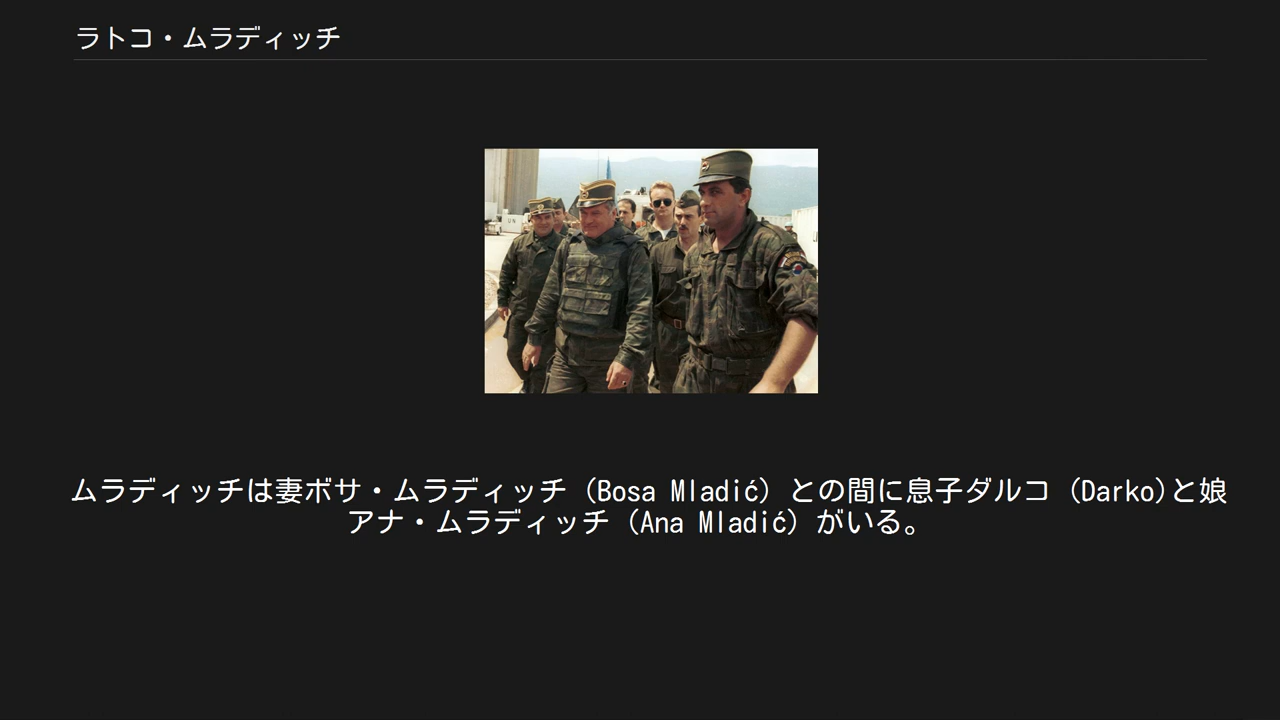 ラトコ・ムラディッチ
UN
ムラディッチは妻ボサ・ムラディッチ（Bosa Mladić）との間に息子ダルコ（Darko)と娘
アナ・ムラディッチ（Ana Mladić）がいる。